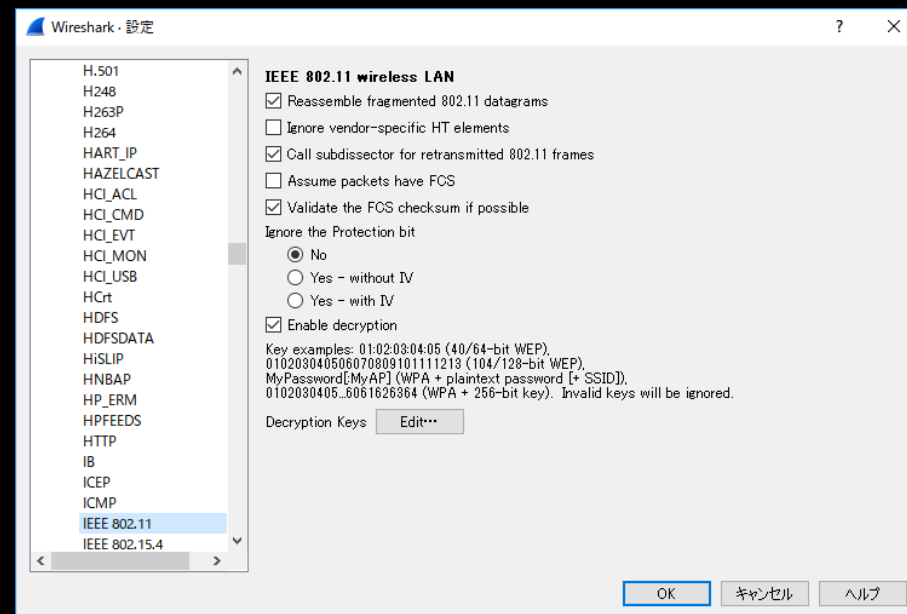 Wireshark · 設定
? ×
H.501
H248
H263P
H264
HART_IP
HAZELCAST
HCI_ACL
HCI_CMD
HCI_EVT
HCI_MON
HCI_USB
HCrt
HDFS
HDFSDATA
HiSLIP
HNBAP
HP_ERM
HPFEEDS
HTTP
IB
ICEP
ICMP
IEEE 802.11
IEEE 802.15.4
IEEE 802.11 wireless LAN
Reassemble fragmented 802.11 datagrams
Ignore vendor-specific HT elements
Call subdissector for retransmitted 802.11 frames
Assume packets have FCS
Validate the FCS checksum if possible
Ignore the Protection bit
No
Yes - without IV
Yes - with IV
Enable decryption
Key examples: 01:02:03:04:05 (40/64-bit WEP),
010203040506070809101111213 (104/128-bit WEP),
MyPassword[:MyAP] (WPA + plaintext password [+ SSID]),
0102030405...6061626364 (WPA + 256-bit key). Invalid keys will be ignored.
Decryption Keys Edit…
OK キャンセル ヘルプ